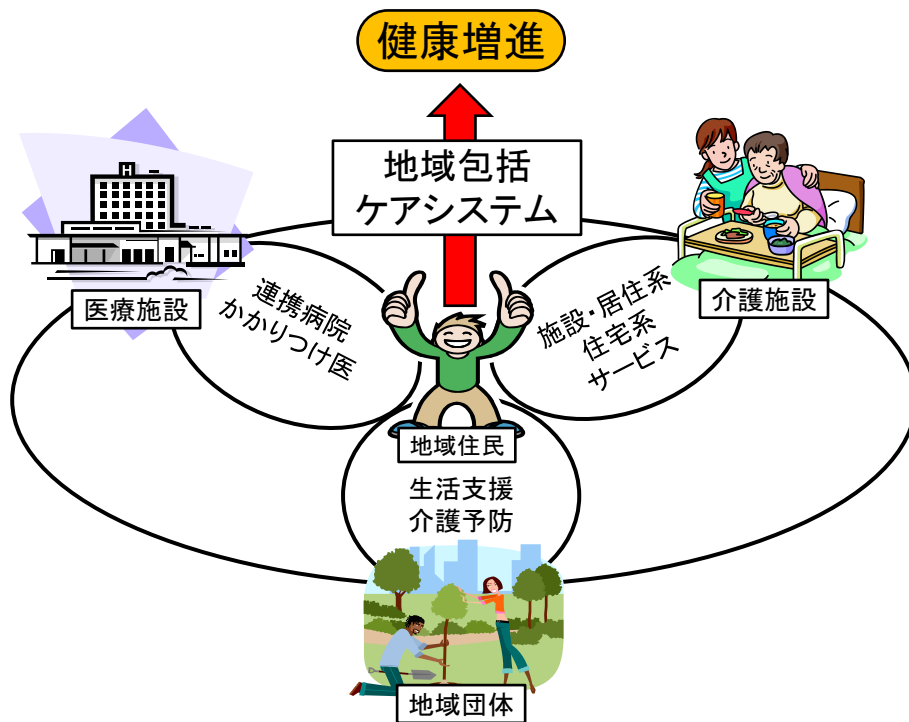 健康増進
地域包括
ケアシステム
医療施設
連携病院
かかりつけ医
施設・居住系
住宅系
サービス
介護施設
地域住民
生活支援
介護予防
地域団体